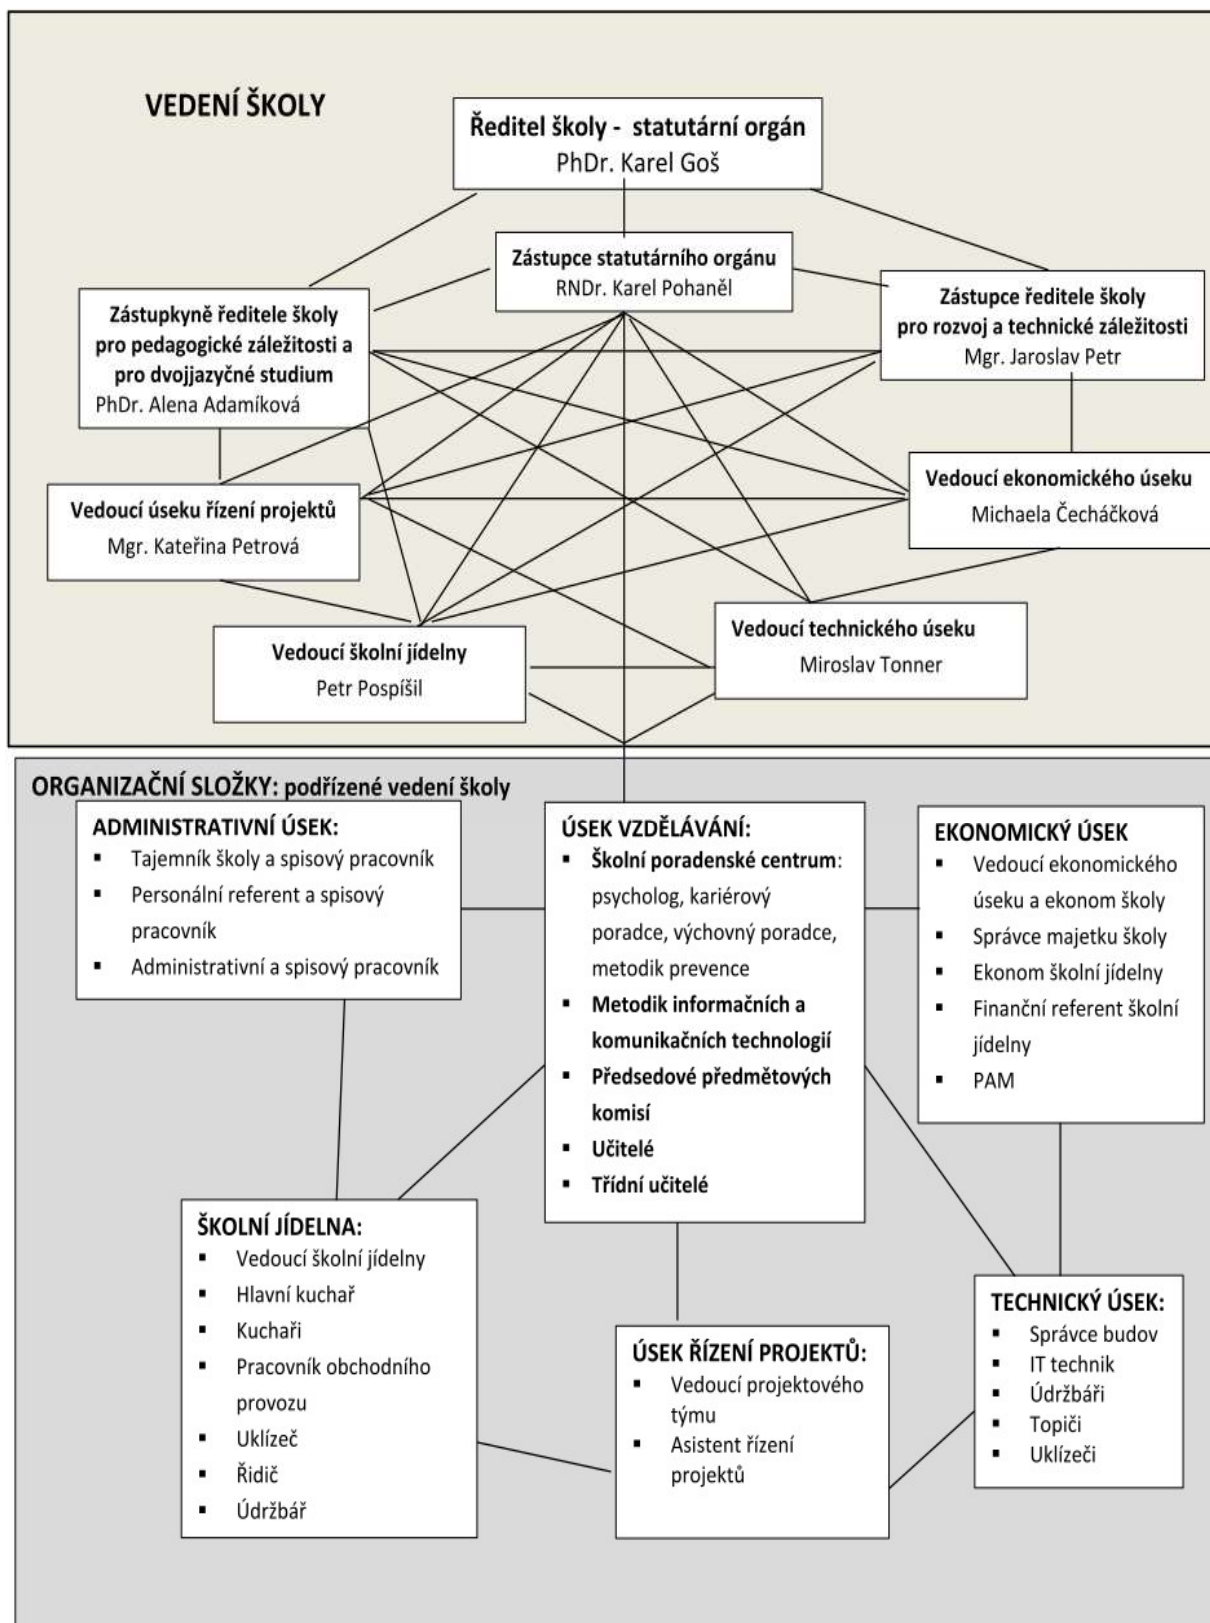 VEDENÍ ŠKOLY
Ředitel školy - statutární orgán
PhDr. Karel Goš
Zástupce statutárního orgánu
RNDr. Karel Pohaněl
Zástupkyně ředitele školy
pro pedagogické záležitosti a
pro dvojjazyčné studium
PhDr. Alena Adamíková
Zástupce ředitele školy
pro rozvoj a technické záležitosti
Mgr. Jaroslav Petr
Vedoucí úseku řízení projektů
Mgr. Kateřina Petrová
Vedoucí ekonomického úseku
Michaela Čecháčková
Vedoucí školní jídelny
Petr Pospíšil
Vedoucí technického úseku
Miroslav Tonner
ORGANIZAČNÍ SLOŽKY: podřízené vedení školy
ADMINISTRATIVNÍ ÚSEK:
▪ Tajemník školy a spisový pracovník
▪ Personální referent a spisový
pracovník
▪ Administrativní a spisový pracovník
ÚSEK VZDĚLÁVÁNÍ:
▪ Školní poradenské centrum:
psycholog, kariérový
poradce, výchovný poradce,
metodik prevence
▪ Metodik informačních a
komunikačních technologií
▪ Předsedové předmětových
komisí
▪ Učitelé
▪ Třídní učitelé
EKONOMICKÝ ÚSEK
▪ Vedoucí ekonomického
úseku a ekonom školy
▪ Správce majetku školy
▪ Ekonom školní jídelny
▪ Finanční referent školní
jídelny
▪ PAM
ŠKOLNÍ JÍDELNA:
▪ Vedoucí školní jídelny
▪ Hlavní kuchař
▪ Kuchaři
▪ Pracovník obchodního
provozu
▪ Uklízeč
▪ Řidič
▪ Údržbář
ÚSEK ŘÍZENÍ PROJEKTŮ:
▪ Vedoucí projektového
týmu
▪ Asistent řízení
projektů
TECHNICKÝ ÚSEK:
▪ Správce budov
▪ IT technik
▪ Údržbáři
▪ Topiči
▪ Uklízeči